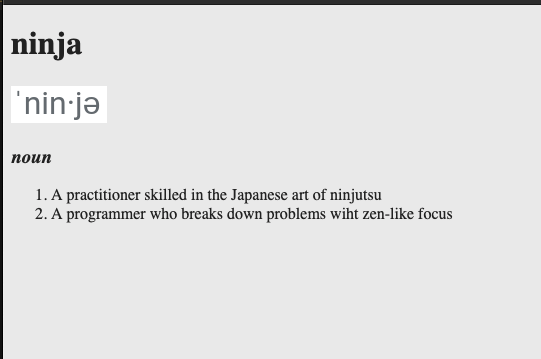 ninja
ˈnin·jə
noun
1. A practitioner skilled in the Japanese art of ninjutsu
2. A programmer who breaks down problems wiht zen-like focus